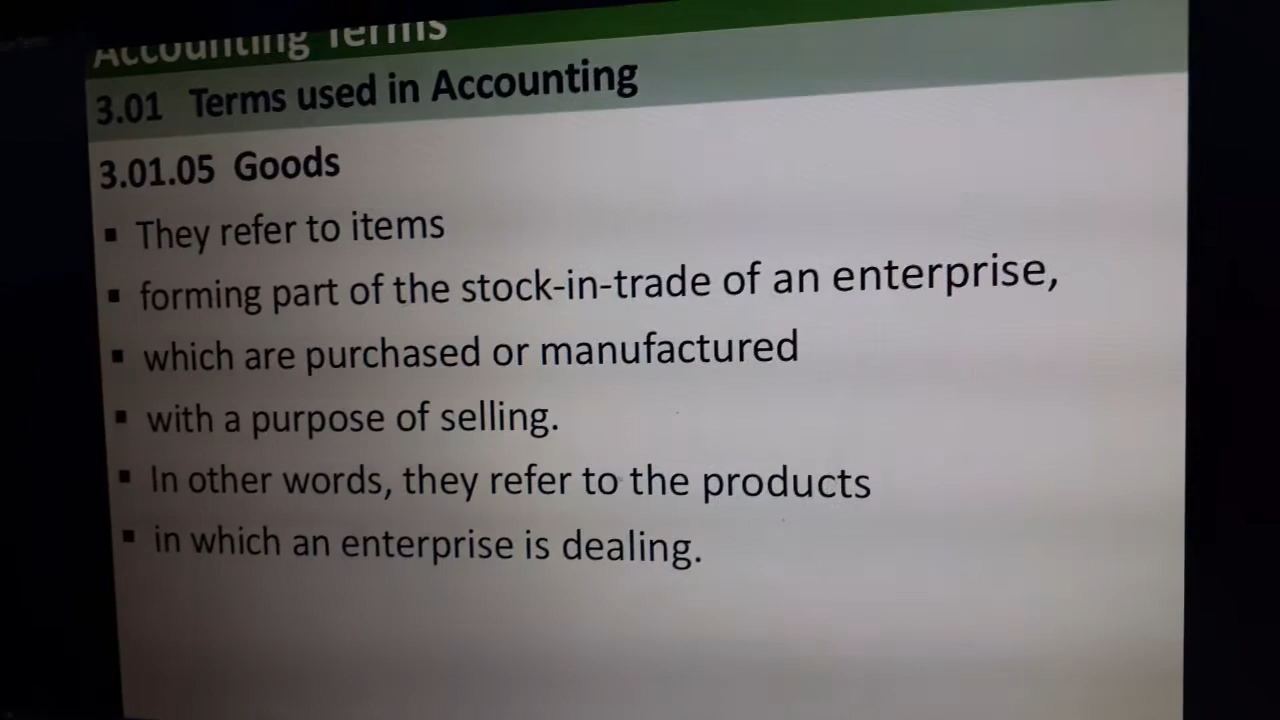 Accounting Terms
3.01 Terms used in Accounting
3.01.05 Goods
▪ They refer to items
▪ forming part of the stock-in-trade of an enterprise,
▪ which are purchased or manufactured
▪ with a purpose of selling.
▪ In other words, they refer to the products
▪ in which an enterprise is dealing.